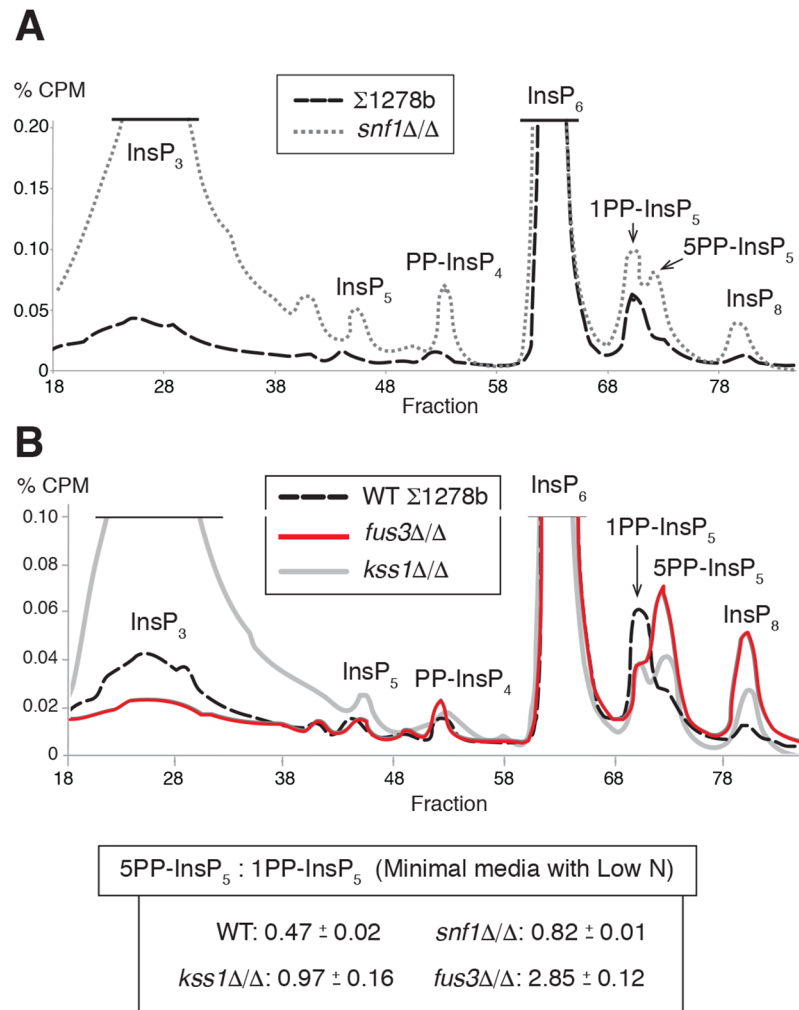 A
% CPM
Σ1278b
snf1Δ/Δ
InsP6
0.20
InsP3
0.15
1PP-InsP5
0.10
5PP-InsP5
PP-InsP4
InsP5
InsP8
0.05
0
18 28 38 48 58 68 78
Fraction
B
% CPM
WT Σ1278b
fus3Δ/Δ
kss1Δ/Δ
InsP6
0.10
1PP-InsP5
0.08
5PP-InsP5
0.06
InsP3
InsP8
0.04
InsP5
PP-InsP4
0.02
0
18 28 38 48 58 68 78
Fraction
5PP-InsP5 : 1PP-InsP5 (Minimal media with Low N)
WT: 0.47 ± 0.02 snf1Δ/Δ: 0.82 ± 0.01
kss1Δ/Δ: 0.97 ± 0.16 fus3Δ/Δ: 2.85 ± 0.12